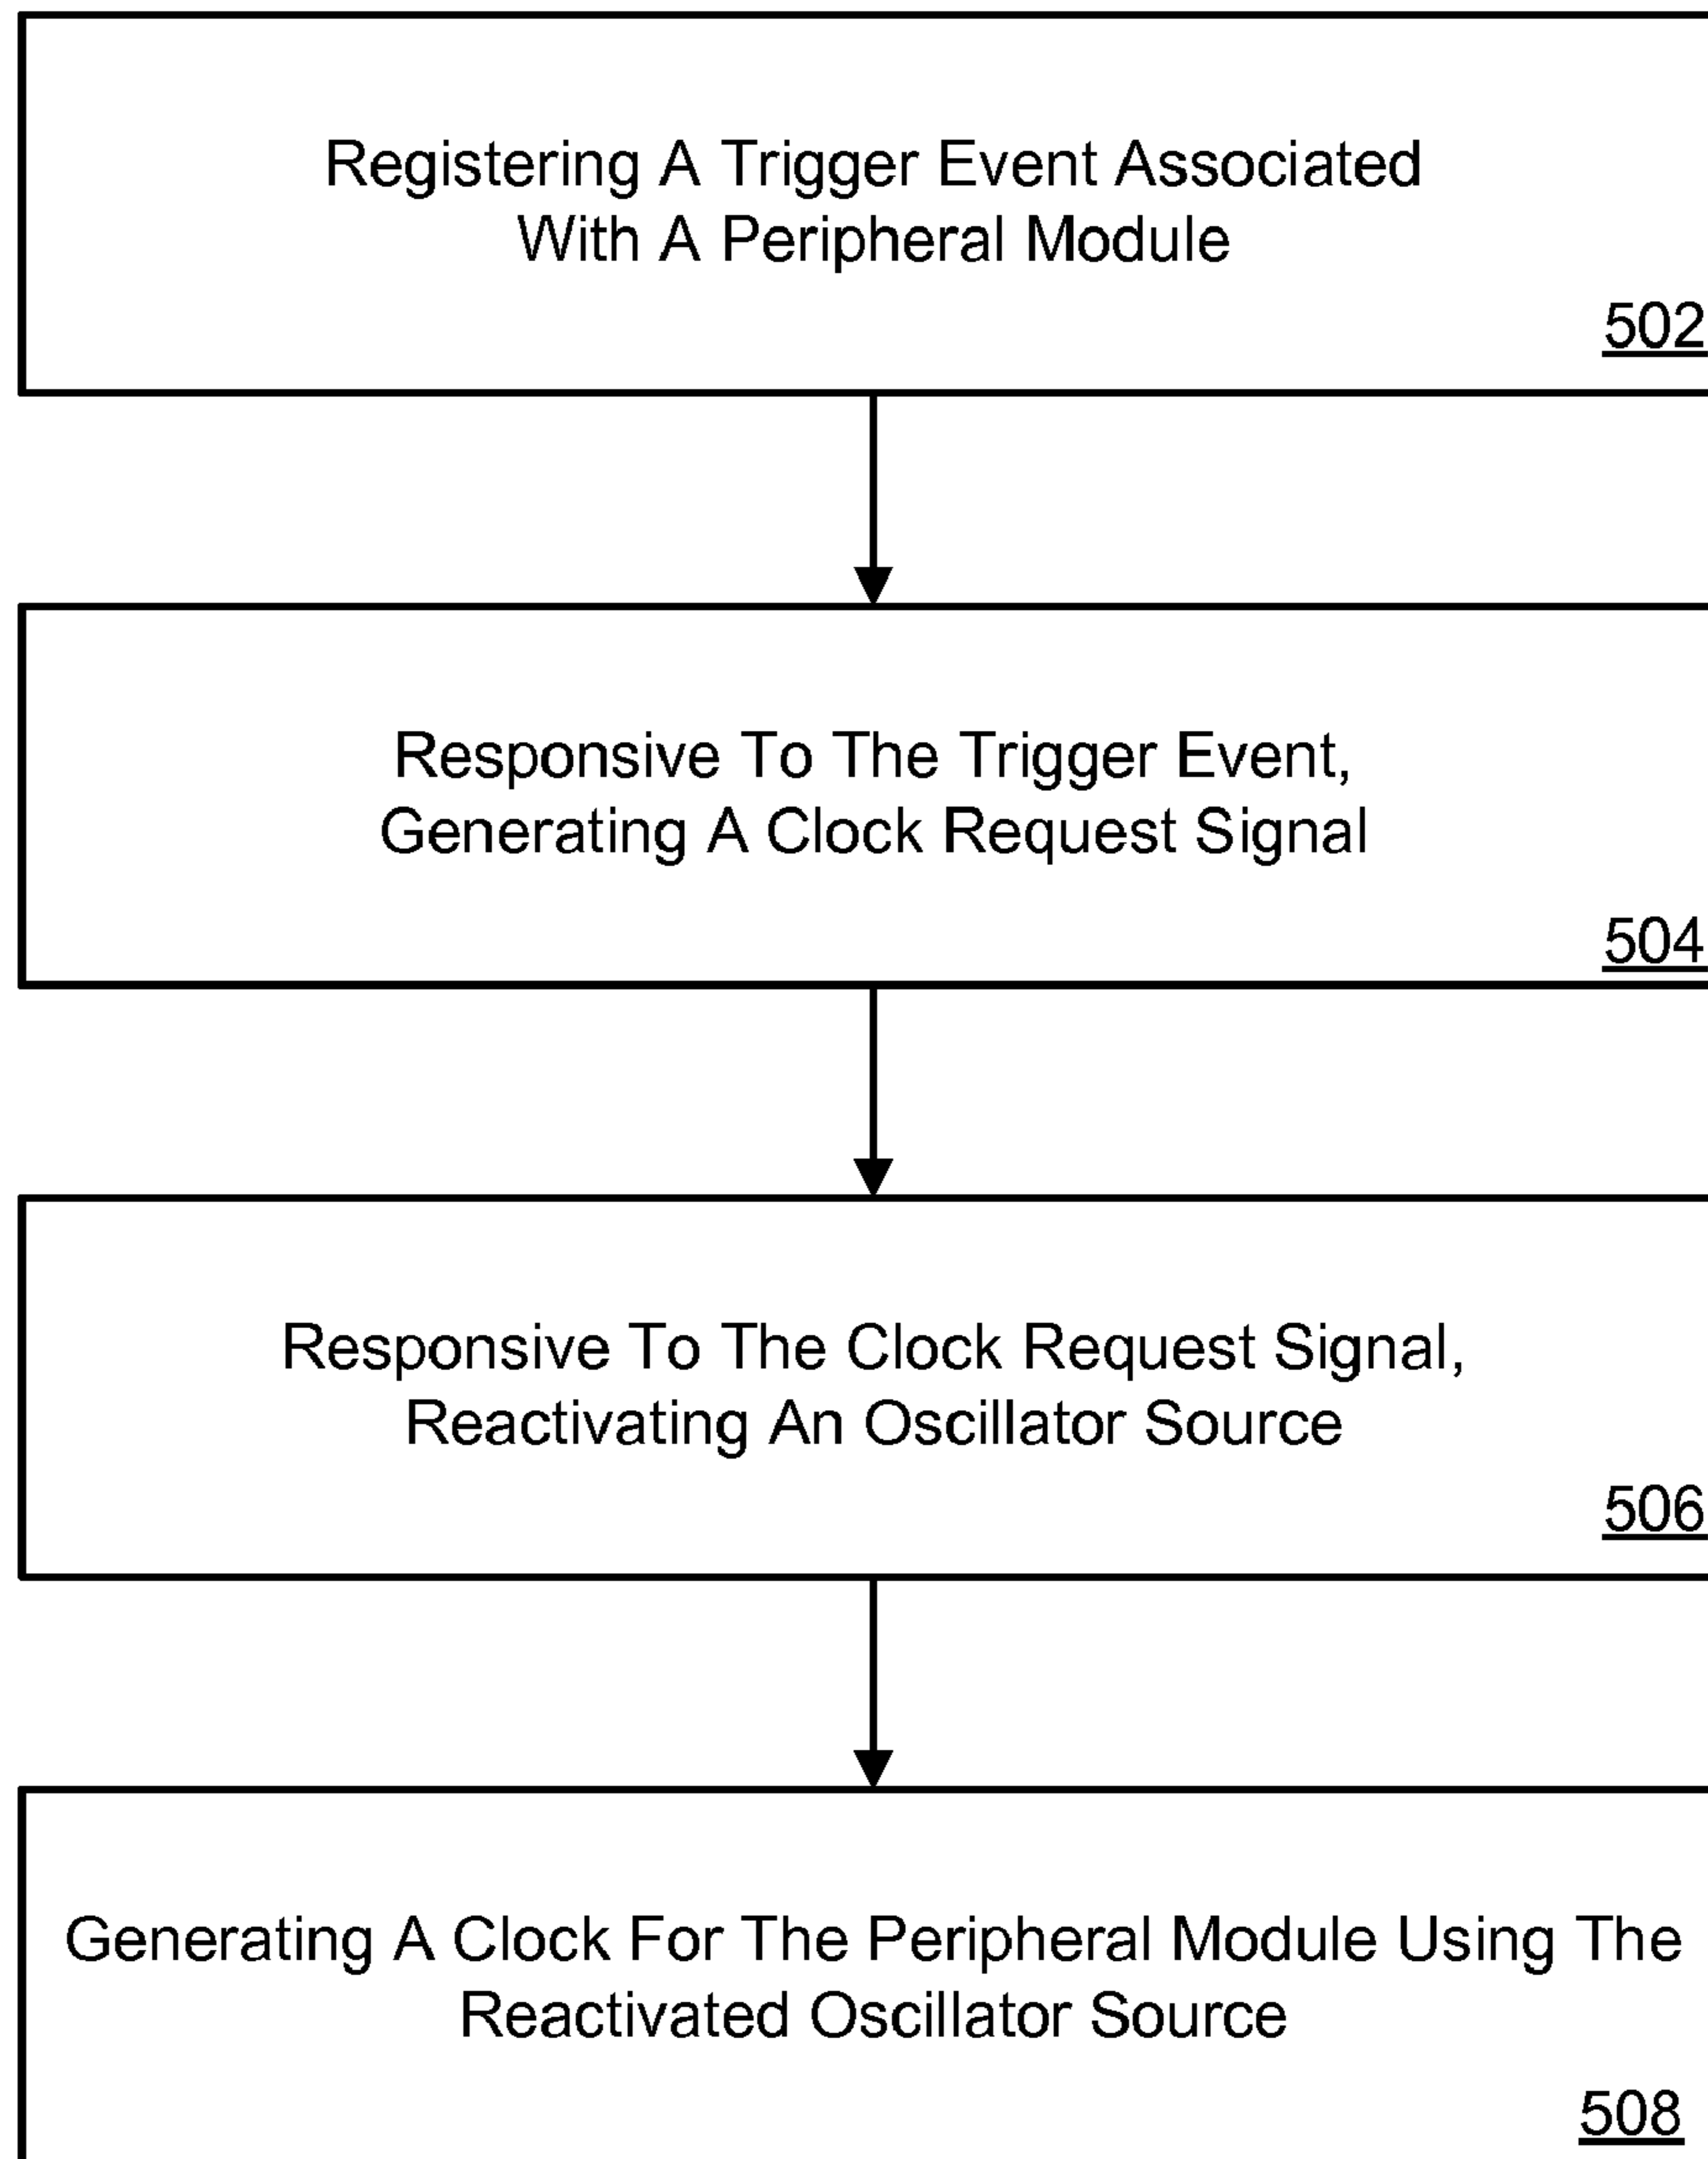 Registering A Trigger Event Associated
With A Peripheral Module
502
Responsive To The Trigger Event,
Generating A Clock Request Signal
504
Responsive To The Clock Request Signal,
Reactivating An Oscillator Source
506
Generating A Clock For The Peripheral Module Using The
Reactivated Oscillator Source
508